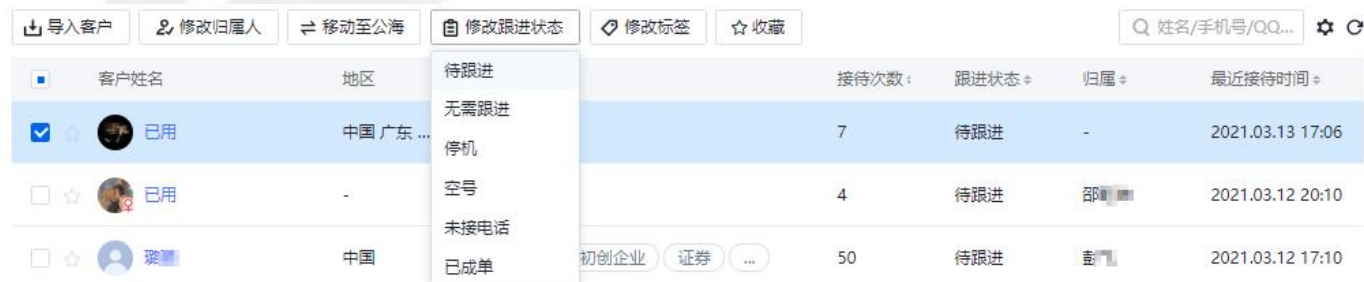 导入客户 修改归属人 移动至公海 修改跟进状态 修改标签 收藏 姓名/手机号/QQ...
客户姓名 地区 接待次数 跟进状态 归属 最近接待时间
待跟进
无需跟进
已用 中国 广东 ... 7 待跟进 - 2021.03.13 17:06
停机
空号
已用 - 4 待跟进 邵 2021.03.12 20:10
未接电话
中国 初创企业 证券 ... 50 待跟进 2021.03.12 17:10
已成单